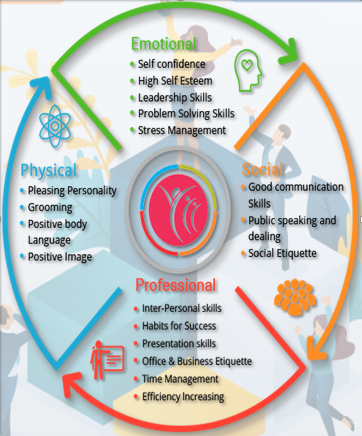 Emotional
Self confidence
High Self Esteem
Leadership Skills
Problem Solving Skills
Stress Management
Physical
Pleasing Personality
Grooming
Positive body
Language
Positive Image
Social
Good communication
Skills
Public speaking and
dealing
Social Etiquette
Professional
Inter-Personal skills
Habits for Success
Presentation skills
Office & Business Etiquette
Time Management
Efficiency Increasing